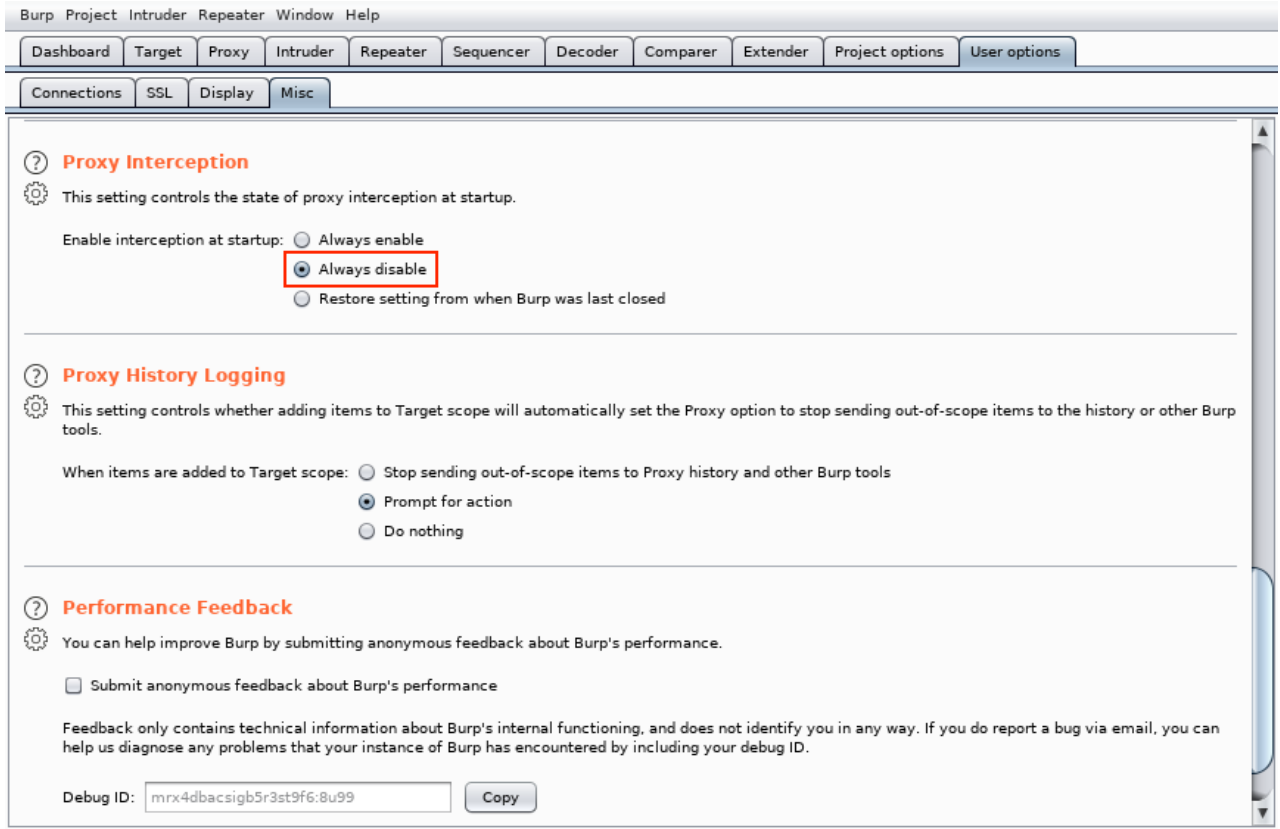 Burp Project Intruder Repeater Window Help
Dashboard Target Proxy Intruder Repeater Sequencer Decoder Comparer Extender Project options User options
Connections SSL Display Misc
? Proxy Interception
This setting controls the state of proxy interception at startup.
Enable interception at startup: Always enable
Always disable
Restore setting from when Burp was last closed
? Proxy History Logging
This setting controls whether adding items to Target scope will automatically set the Proxy option to stop sending out-of-scope items to the history or other Burp
tools.
When items are added to Target scope: Stop sending out-of-scope items to Proxy history and other Burp tools
Prompt for action
Do nothing
? Performance Feedback
You can help improve Burp by submitting anonymous feedback about Burp's performance.
Submit anonymous feedback about Burp's performance
Feedback only contains technical information about Burp's internal functioning, and does not identify you in any way. If you do report a bug via email, you can
help us diagnose any problems that your instance of Burp has encountered by including your debug ID.
Debug ID: mrx4dbacsigb5r3st9f6:8u99 Copy